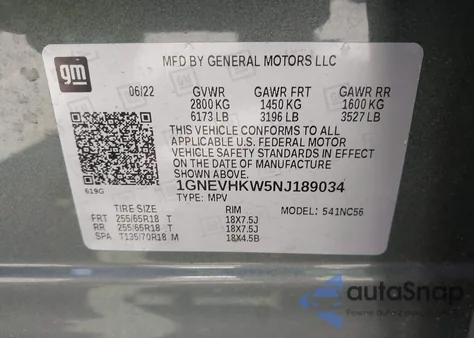 gm
MFD BY GENERAL MOTORS LLC
06/22 GVWR GAWR FRT GAWR RR
2800 KG 1450 KG 1600 KG
6173 LB 3196 LB 3527 LB
THIS VEHICLE CONFORMS TO ALL
APPLICABLE U.S. FEDERAL MOTOR
VEHICLE SAFETY STANDARDS IN
EFFECT ON THE DATE OF MANUFACTURE
SHOWN ABOVE.
619G
1GNEVHKW5NJ189034
TYPE: MPV
TIRE SIZE RIM MODEL: 541NC56
FRT 255/65R18 T 18X7.5J
RR 255/65R18 T 18X7.5J
SPA T135/70R18 M 18X4.5B
autoSnap